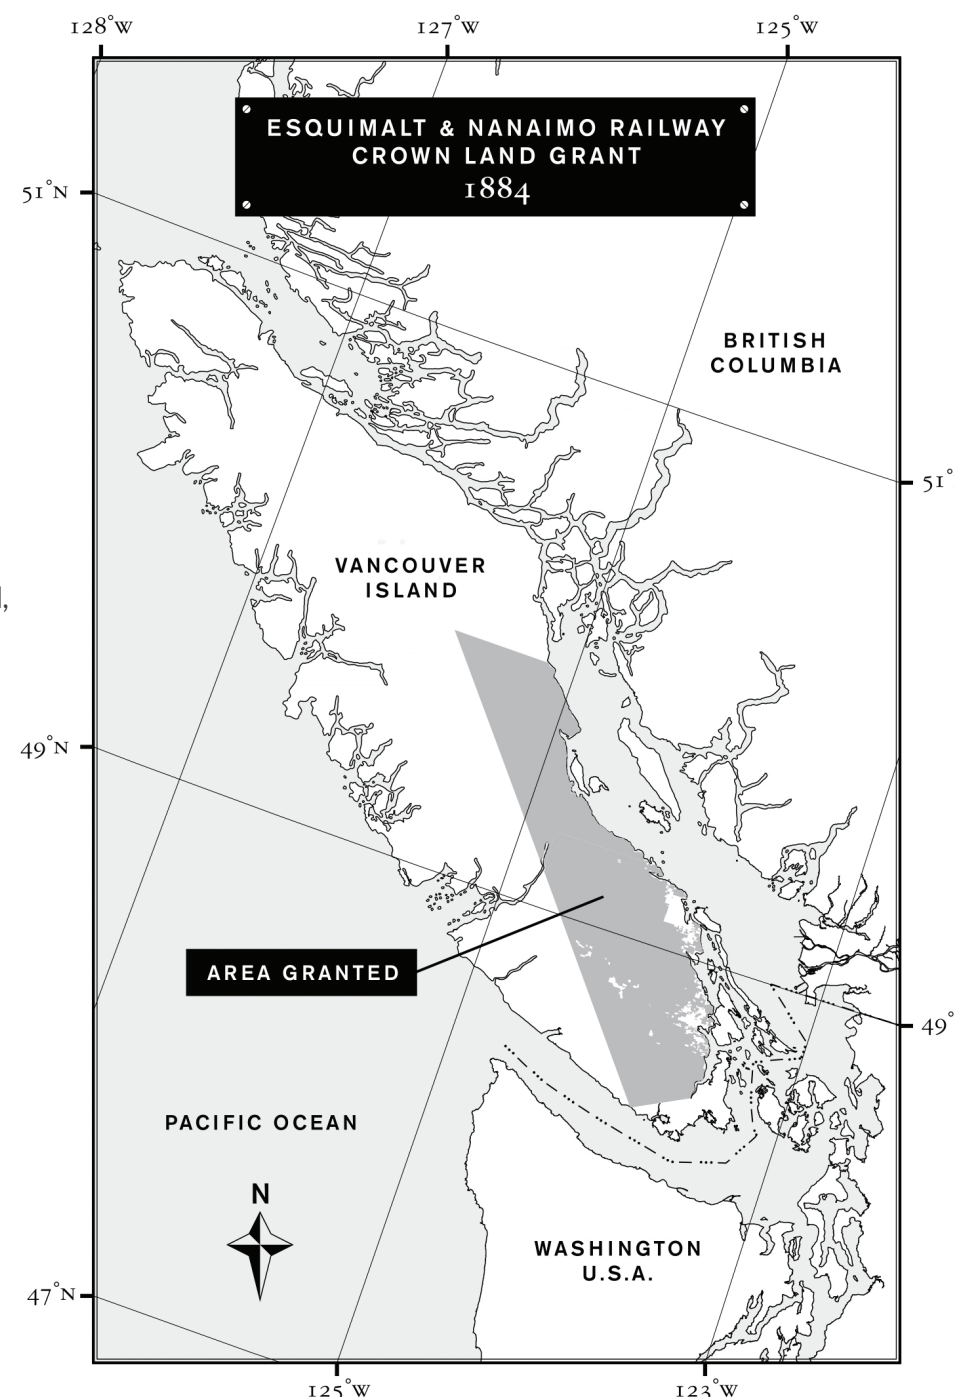 128°W 127°W 125°W
ESQUIMALT & NANAIMO RAILWAY
CROWN LAND GRANT
1884
51°N
BRITISH
COLUMBIA
51°
VANCOUVER
ISLAND
l,
49°N
AREA GRANTED
49°
PACIFIC OCEAN
N
WASHINGTON
U.S.A.
47°N
125°W 123°W